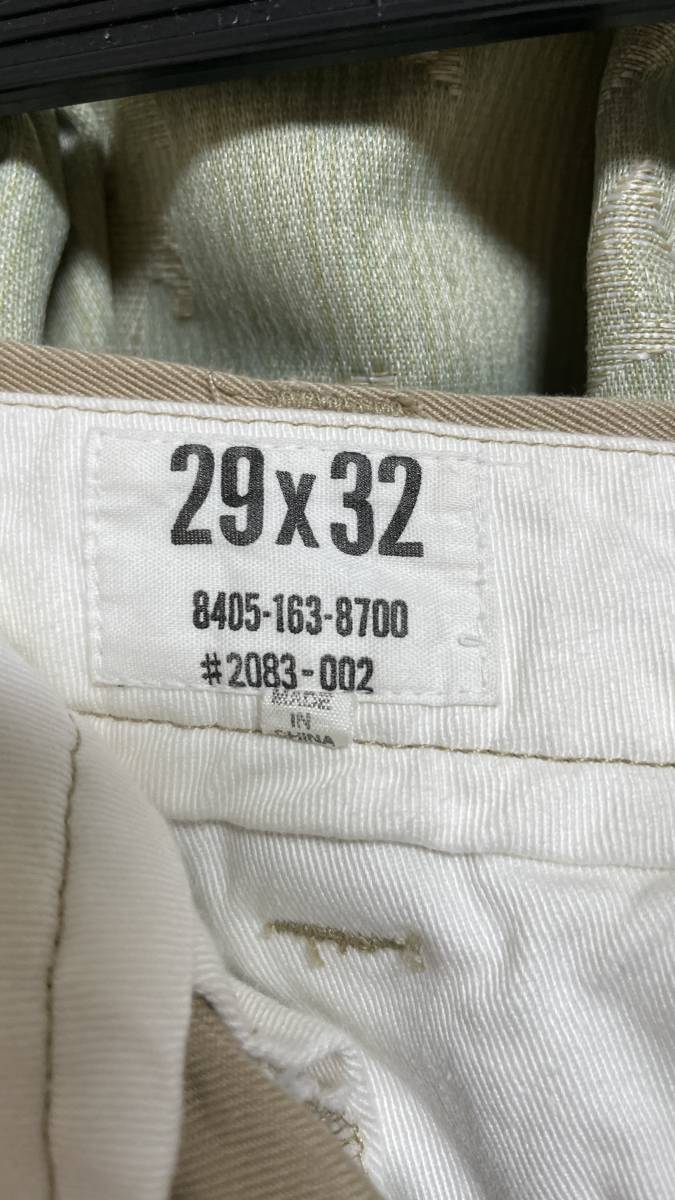 29x32
8405-163-8700
#2083-002
MADE
IN
CHINA